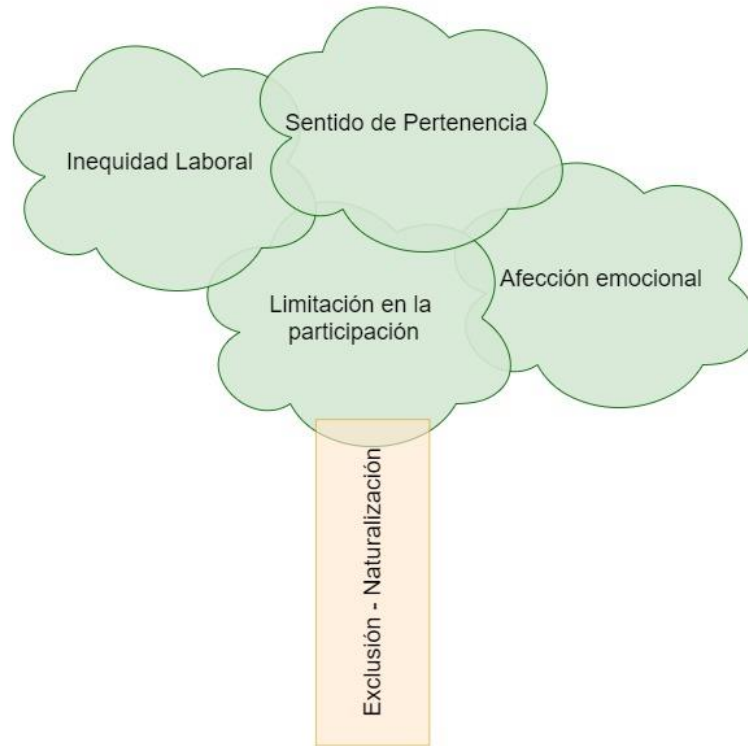 Sentido de Pertenencia
Inequidad Laboral
Afección emocional
Limitación en la
participación
Exclusión - Naturalización